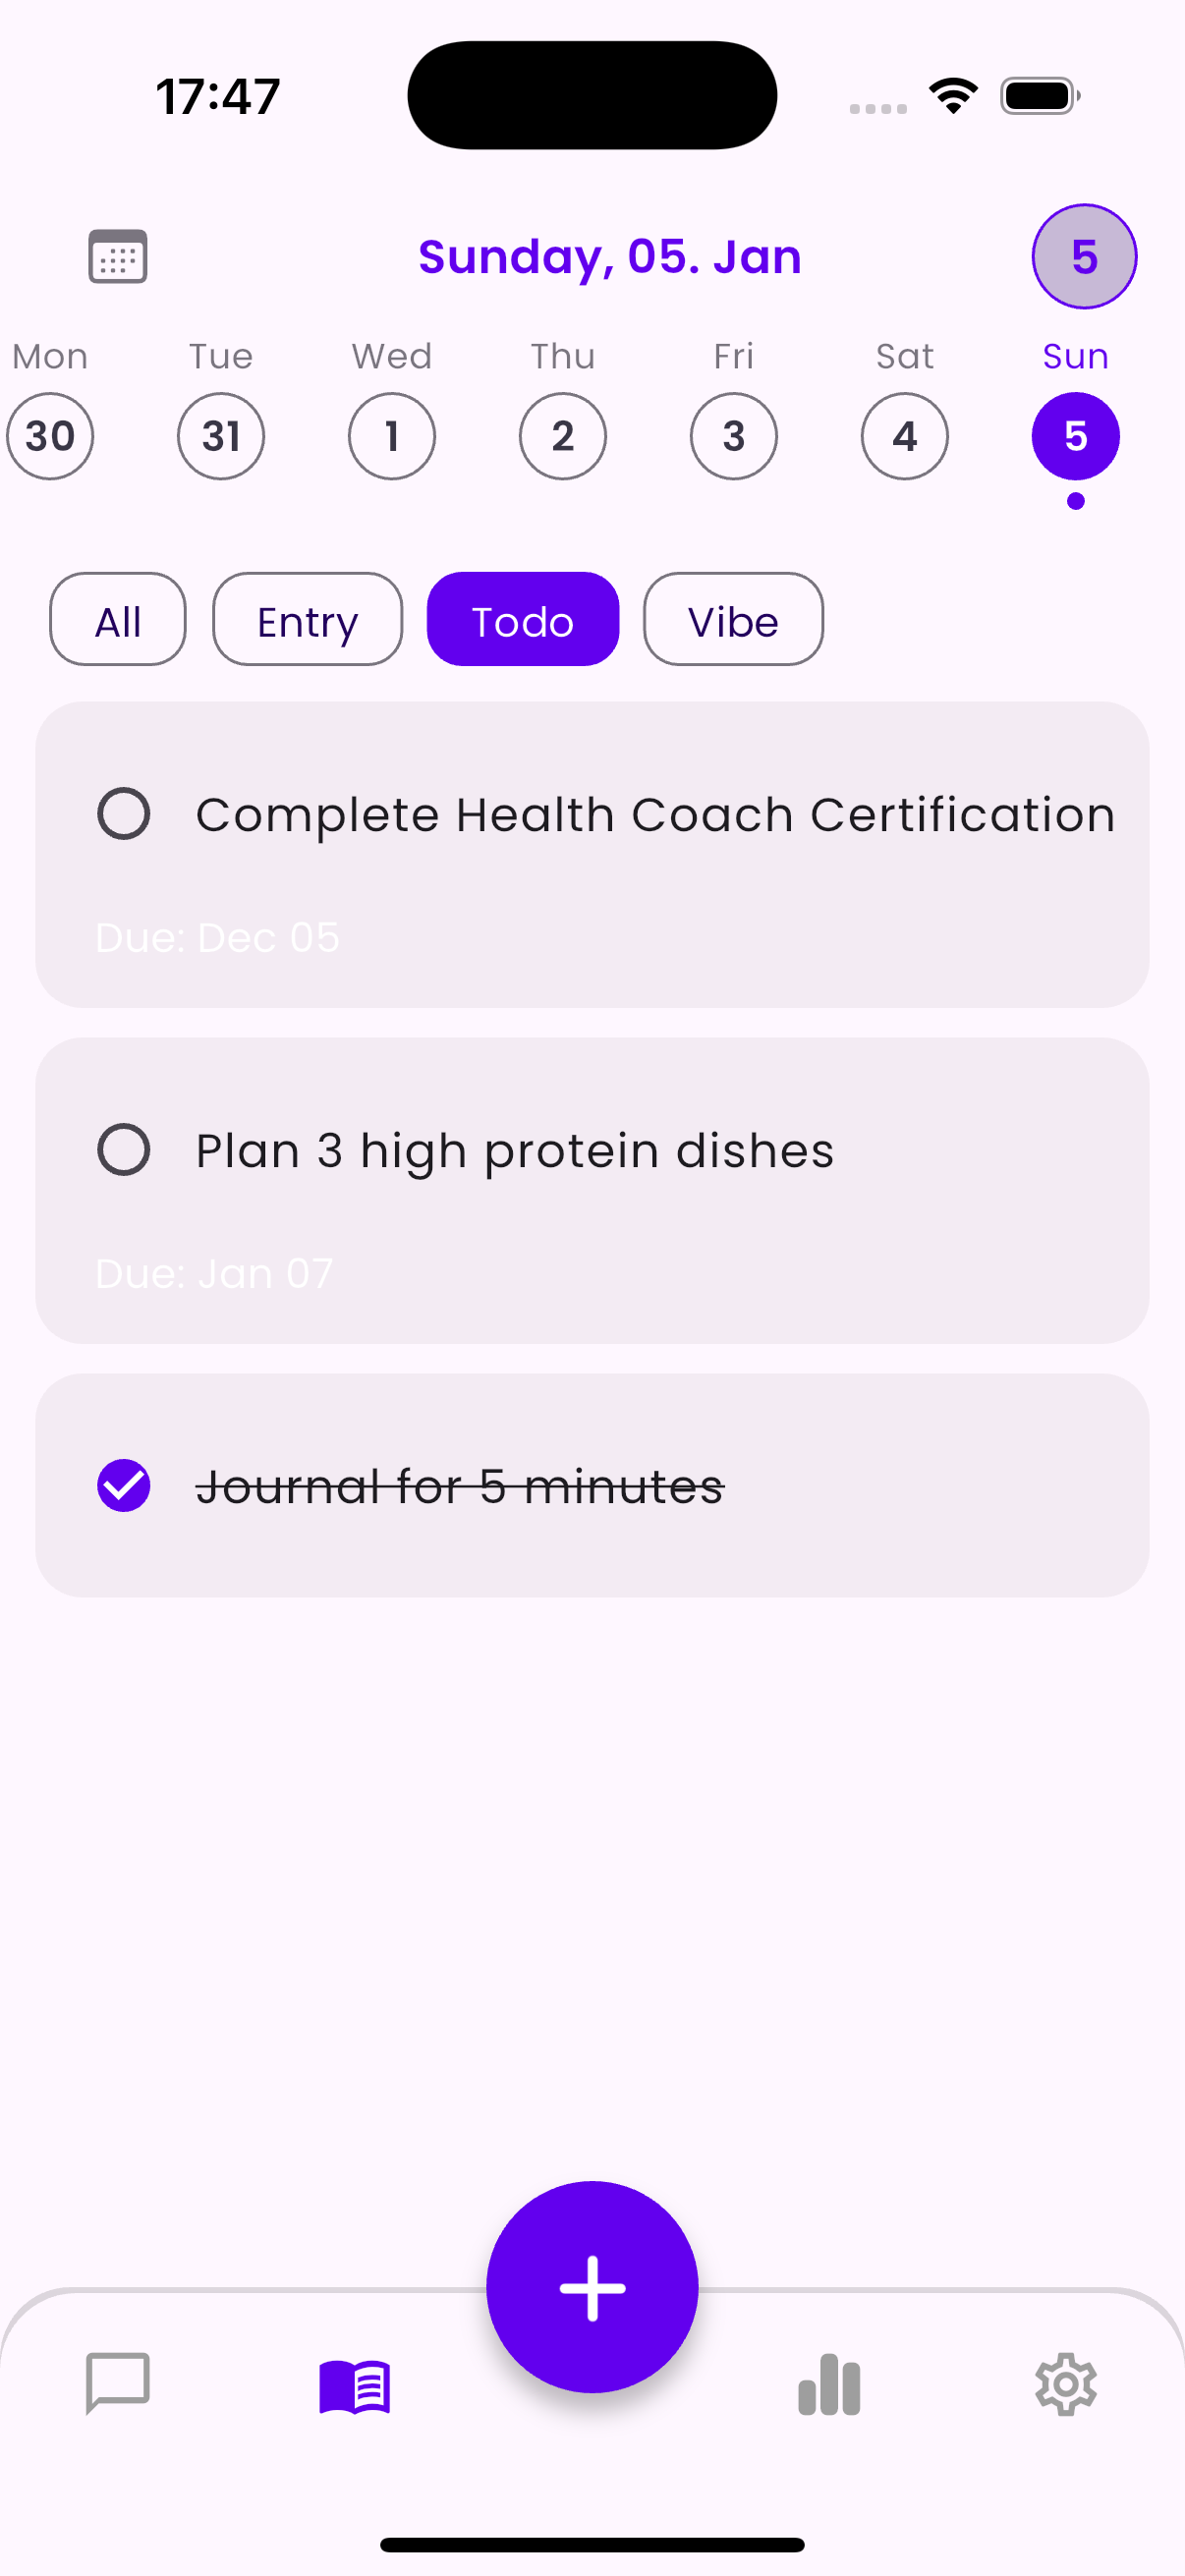 17:47
Sunday, 05. Jan
5
Mon Tue Wed Thu Fri Sat Sun
30 31 1 2 3 4 5
All Entry Todo Vibe
Complete Health Coach Certification
Due: Dec 05
Plan 3 high protein dishes
Due: Jan 07
Journal for 5 minutes